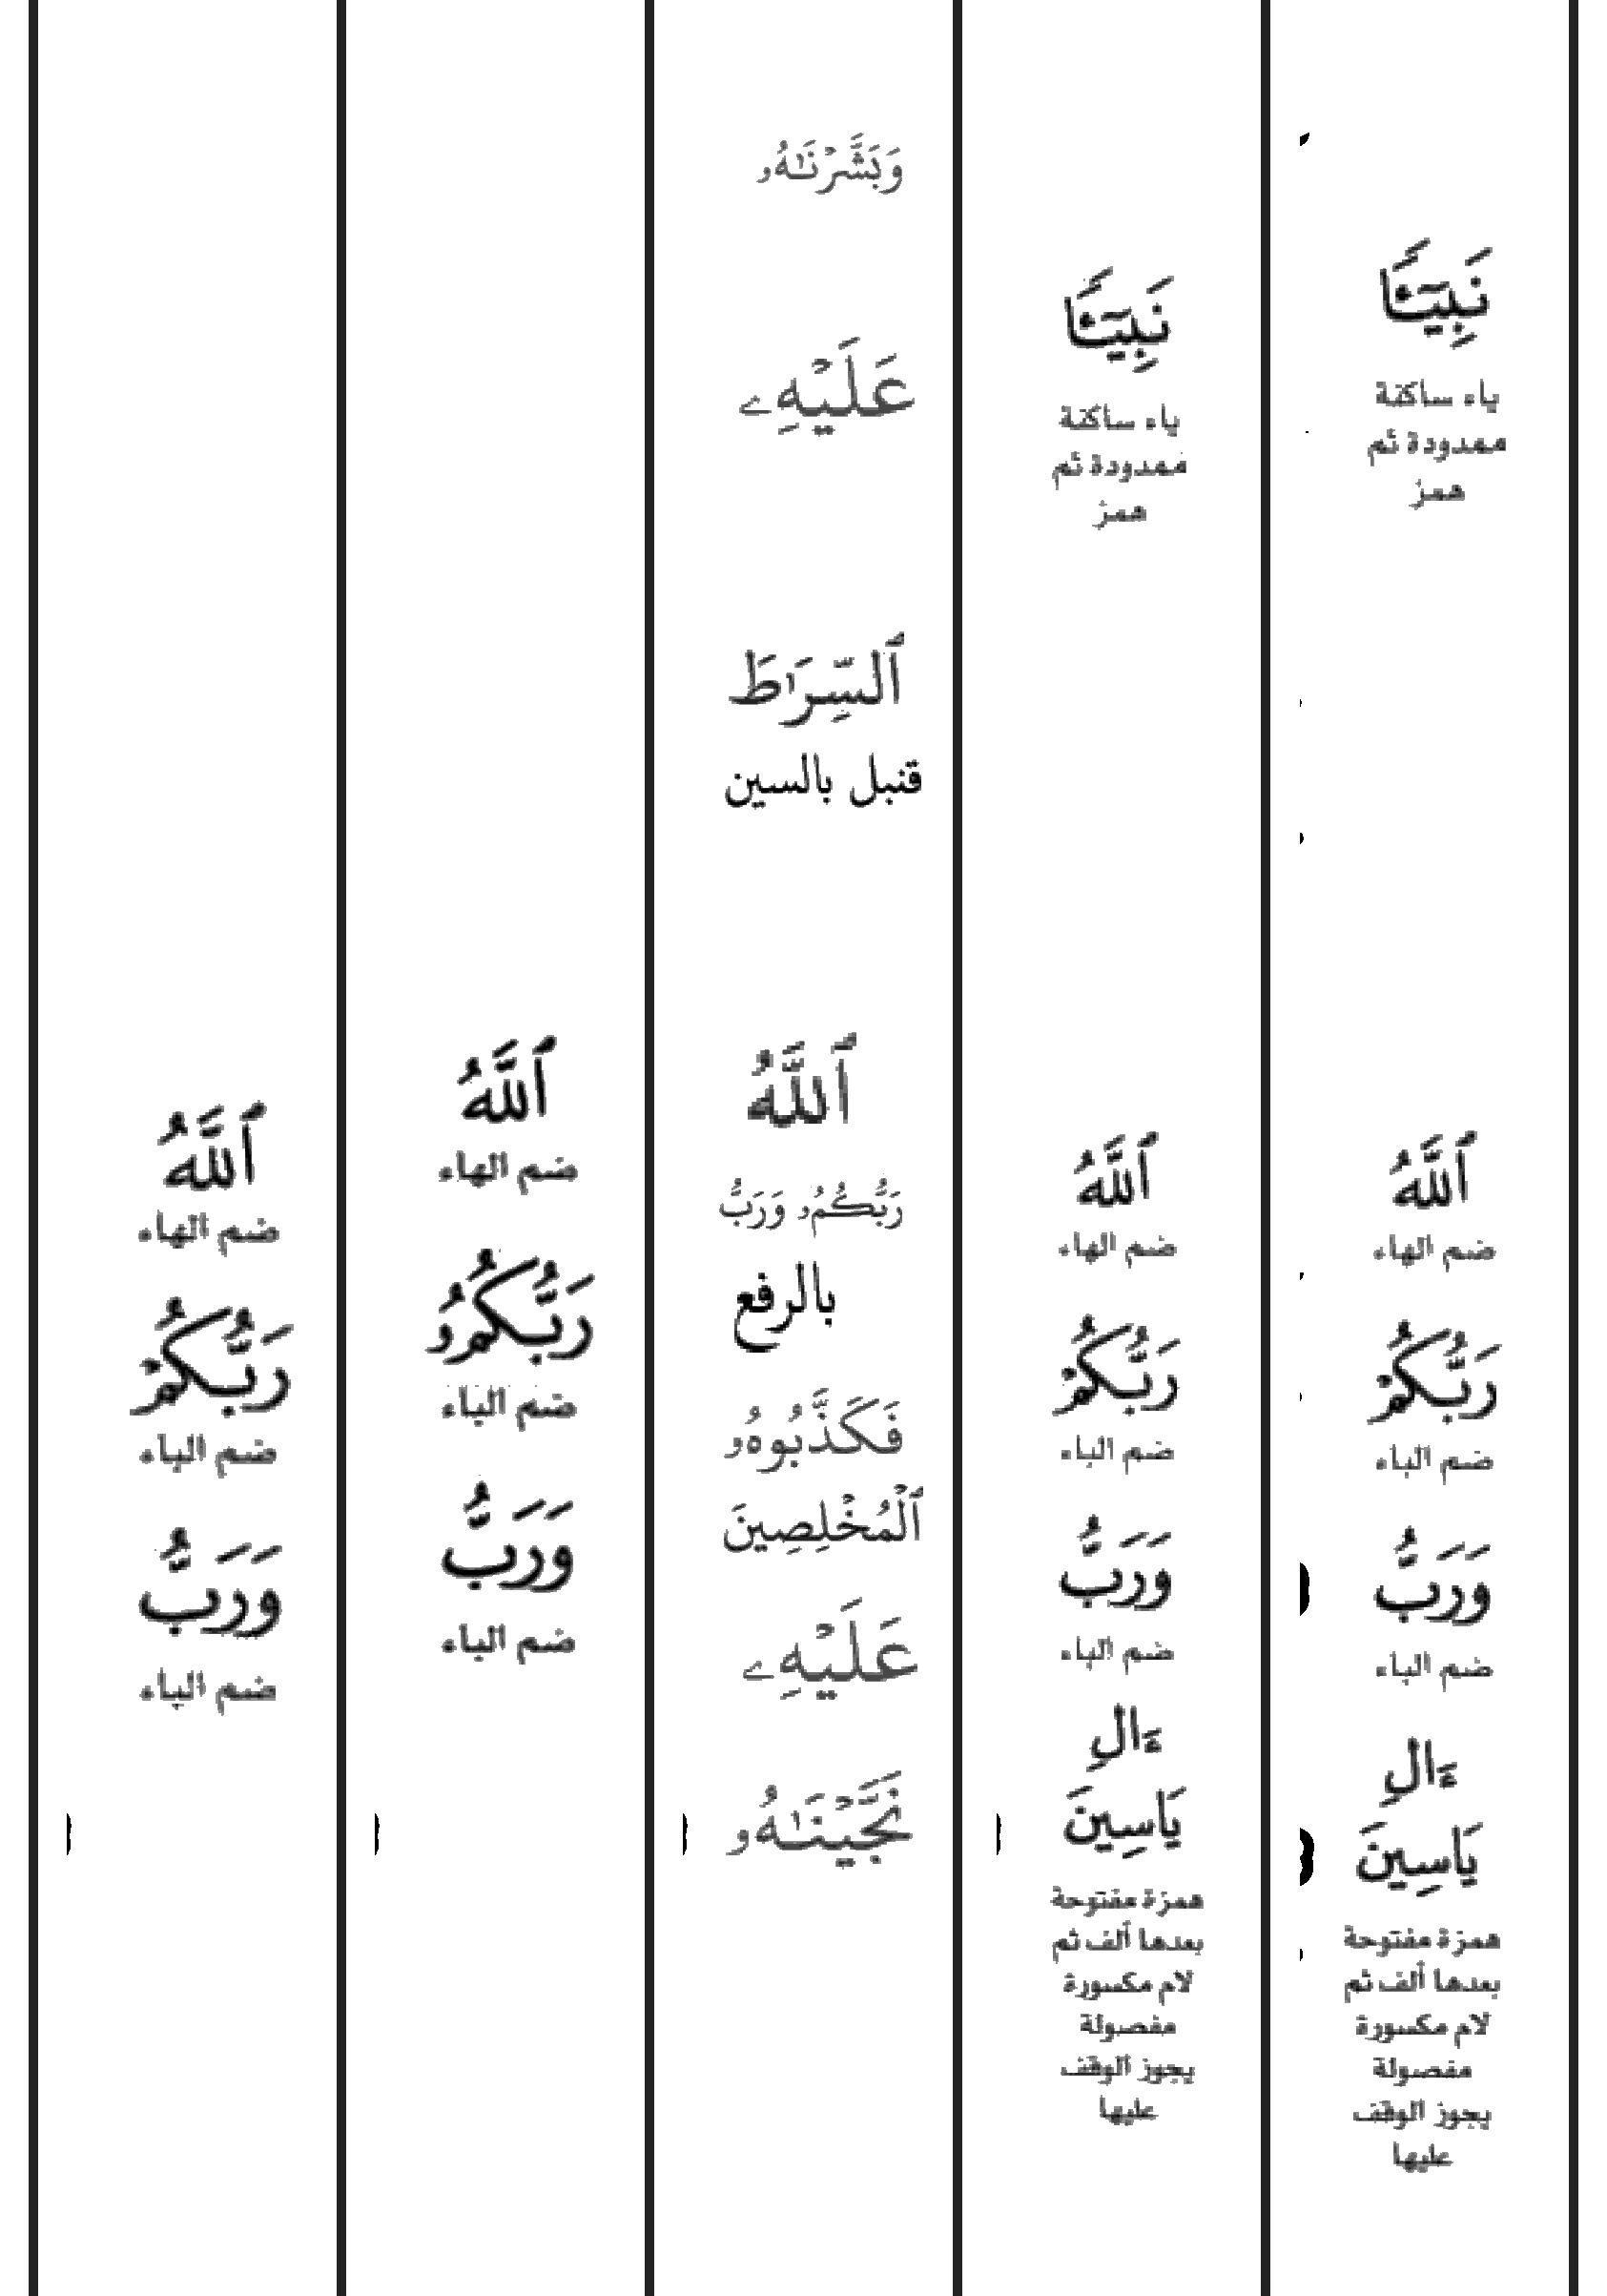 نَبِيٓـًٔا
ياء ساكنة
ممدودة ثم
همز
ٱللَّهُ
ضم الهاء
رَبُّكُمْ
ضم الباء
وَرَبُّ
ضم الباء
ءَالِ
يَاسِينَ
همزة مفتوحة
بعدها ألف ثم
لام مكسورة
مفصولة
يجوز الوقف
عليها
نَبِيٓـًٔا
ياء ساكنة
ممدودة ثم
همز
ٱللَّهُ
ضم الهاء
رَبُّكُمْ
ضم الباء
وَرَبُّ
ضم الباء
ءَالِ
يَاسِينَ
همزة مفتوحة
بعدها ألف ثم
لام مكسورة
مفصولة
يجوز الوقف
عليها
وَبَشَّرْنَٰهُۥ
عَلَيْهِۦ
ٱلسِّرَٰطَ
قنبل بالسين
ٱللَّهُ
رَبُّكُمُۥ وَرَبُّ
بالرفع
فَكَذَّبُوهُۥ
ٱلْمُخْلِصِينَ
عَلَيْهِۦ
نَجَّيْنَٰهُۥ
ٱللَّهُ
ضم الهاء
رَبُّكُمُۥ
ضم الباء
وَرَبُّ
ضم الباء
ٱللَّهُ
ضم الهاء
رَبُّكُمْ
ضم الباء
وَرَبُّ
ضم الباء